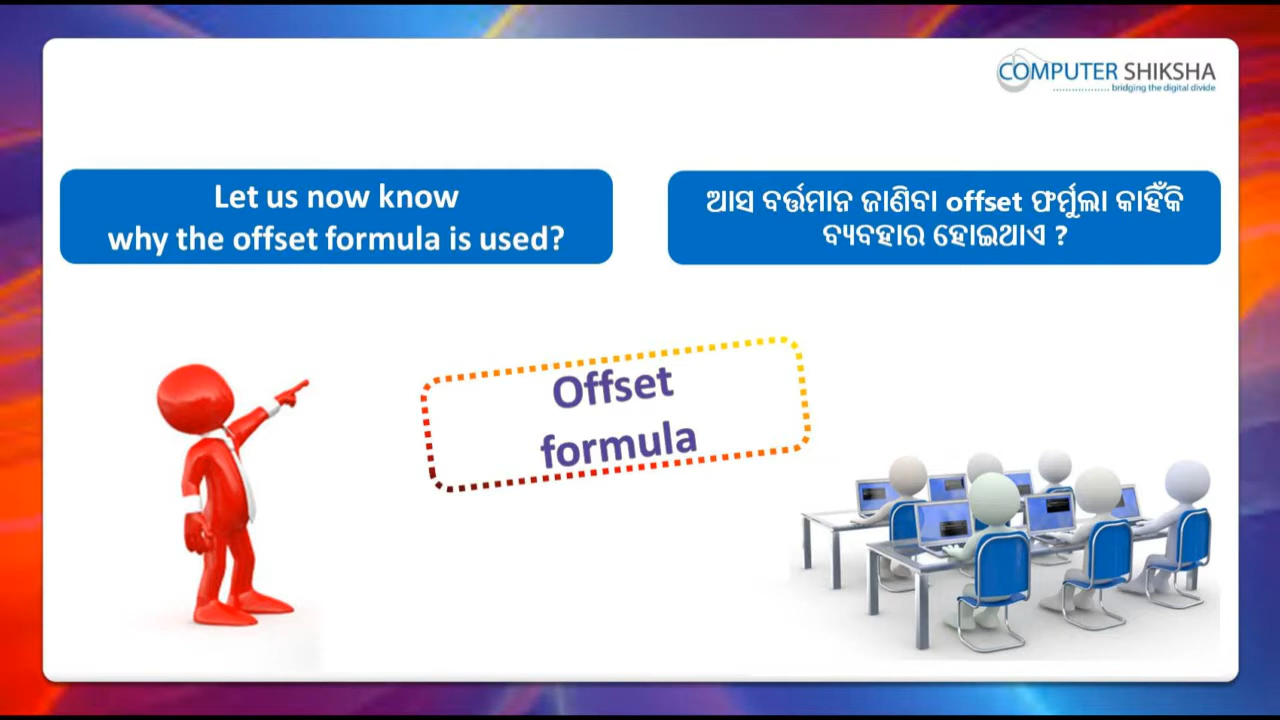 COMPUTER SHIKSHA
bridging the digital divide
Let us now know
why the offset formula is used?
ଆସ ବର୍ତ୍ତମାନ ଜାଣିବା offset ଫର୍ମୁଲା କାହିଁକି
ବ୍ୟବହାର ହୋଇଥାଏ ?
Offset
formula